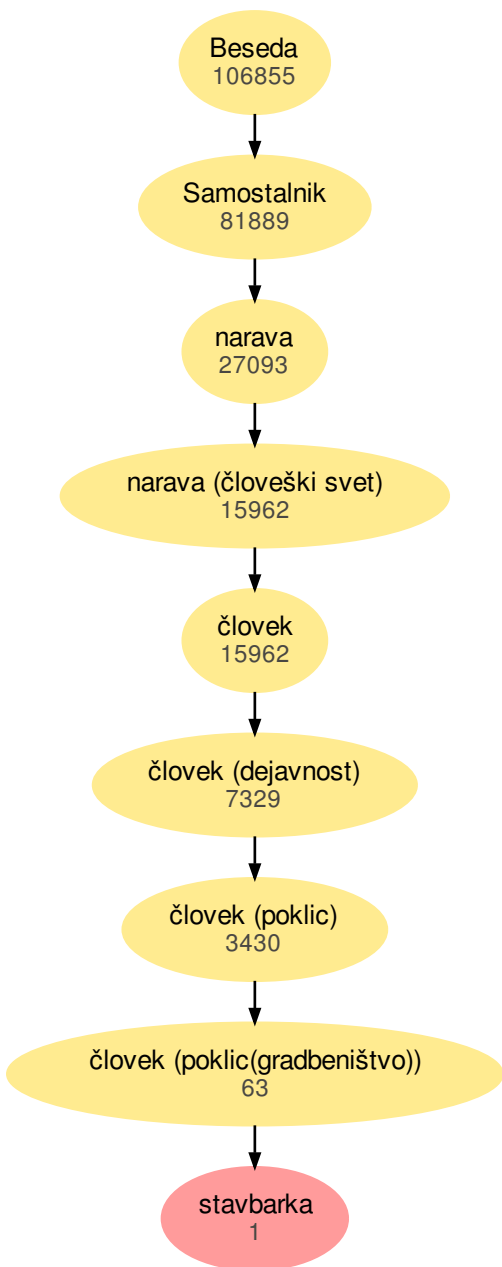 Beseda
106855
Samostalnik
81889
narava
27093
narava (človeški svet)
15962
človek
15962
človek (dejavnost)
7329
človek (poklic)
3430
človek (poklic(gradbeništvo))
63
stavbarka
1